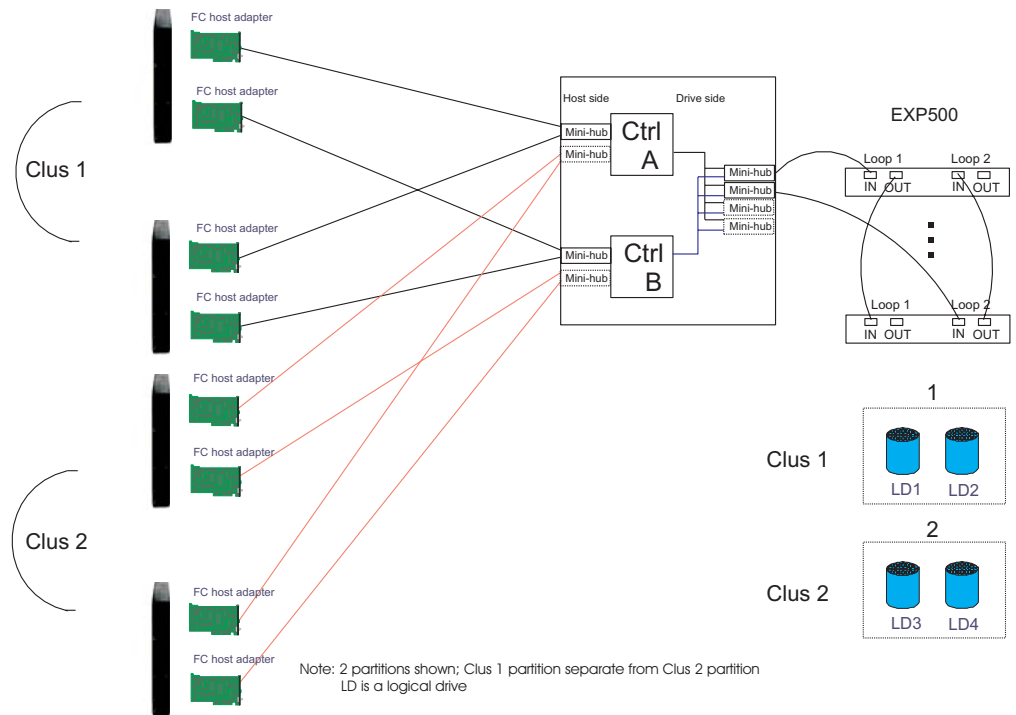 FC host adapter
FC host adapter
Clus 1
FC host adapter
FC host adapter
FC host adapter
FC host adapter
Clus 2
FC host adapter
FC host adapter
Host side
Drive side
Mini-hub
Mini-hub
Ctrl
A
Mini-hub
Mini-hub
Mini-hub
Mini-hub
Mini-hub
Mini-hub
Ctrl
B
EXP500
Loop 1
Loop 2
IN OUT
IN OUT
Loop 1
Loop 2
IN OUT
IN OUT
1
Clus 1
LD1
LD2
2
Clus 2
LD3
LD4
Note: 2 partitions shown; Clus 1 partition separate from Clus 2 partition
LD is a logical drive